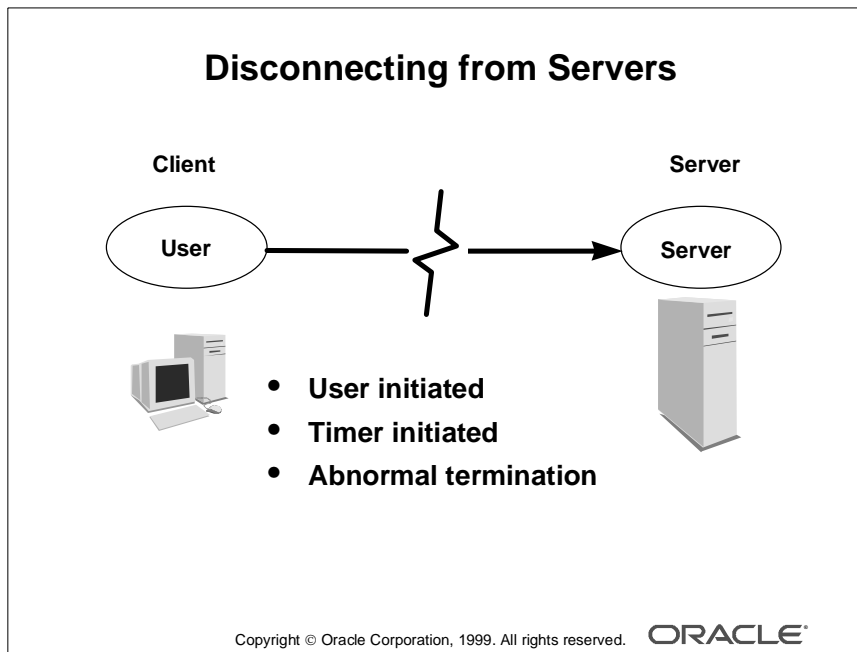 Disconnecting from Servers
Client
Server
User
Server
• User initiated
• Timer initiated
• Abnormal termination
Copyright © Oracle Corporation, 1999. All rights reserved.
ORACLE®